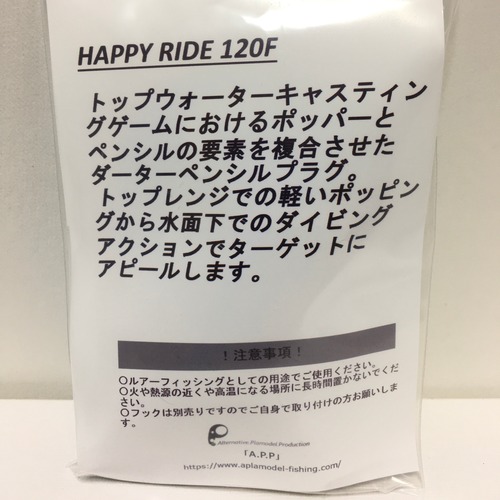 HAPPY RIDE 120F
トップウォーターキャスティン
グゲームにおけるポッパーと
ペンシルの要素を複合させた
ダーターペンシルプラグ。
トップレンジでの軽いポッピン
グから水面下でのダイビング
アクションでターゲットに
アピールします。
！注意事項！
○ルアーフィッシングとしての用途でご使用ください。
○火や熱源の近くや高温になる場所に長時間置かないでくだ
さい。
○フックは別売りですのでご自身で取り付けの方お願いしま
す。
Alternative Plamodel Production
「A.P.P」
https://www.aplamodel-fishing.com/